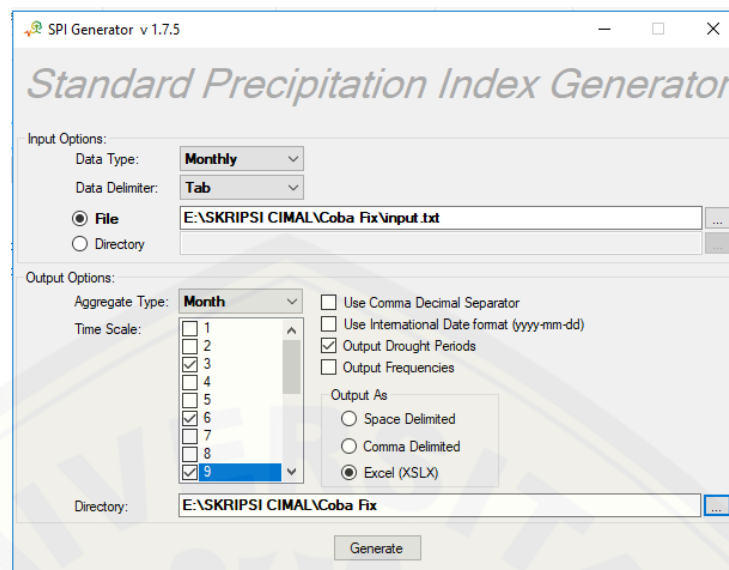 SPI Generator v 1.7.5
Standard Precipitation Index Generator
Input Options:
Data Type: Monthly
Data Delimiter: Tab
File E:\SKRIPSI CIMAL\Coba Fix\input.txt ...
Directory ...
Output Options:
Aggregate Type: Month
Time Scale:
1
2
3
4
5
6
7
8
9
Use Comma Decimal Separator
Use International Date format (yyyy-mm-dd)
Output Drought Periods
Output Frequencies
Output As
Space Delimited
Comma Delimited
Excel (XSLX)
Directory: E:\SKRIPSI CIMAL\Coba Fix ...
Generate